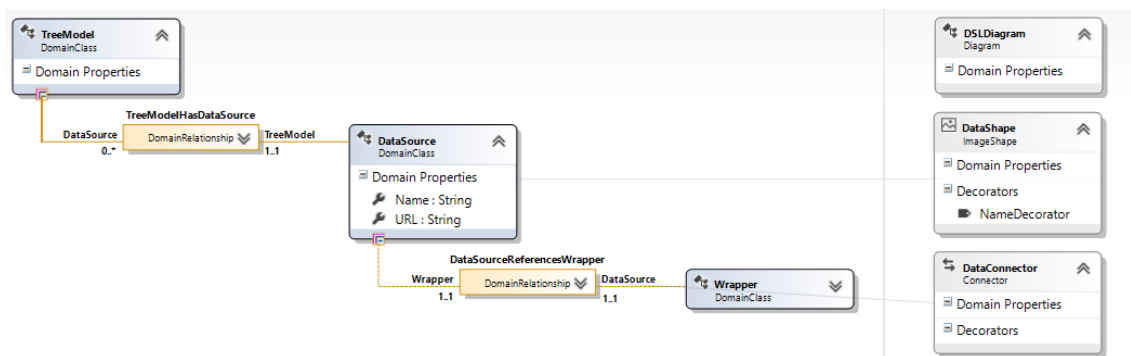 TreeModel
DomainClass
Domain Properties
TreeModelHasDataSource
DataSource
DomainRelationship
TreeModel
0..*
1..1
DataSource
DomainClass
Domain Properties
Name : String
URL : String
DataSourceReferencesWrapper
Wrapper
DomainRelationship
DataSource
1..1
1..1
Wrapper
DomainClass
DSLDiagram
Diagram
Domain Properties
DataShape
ImageShape
Domain Properties
Decorators
NameDecorator
DataConnector
Connector
Domain Properties
Decorators